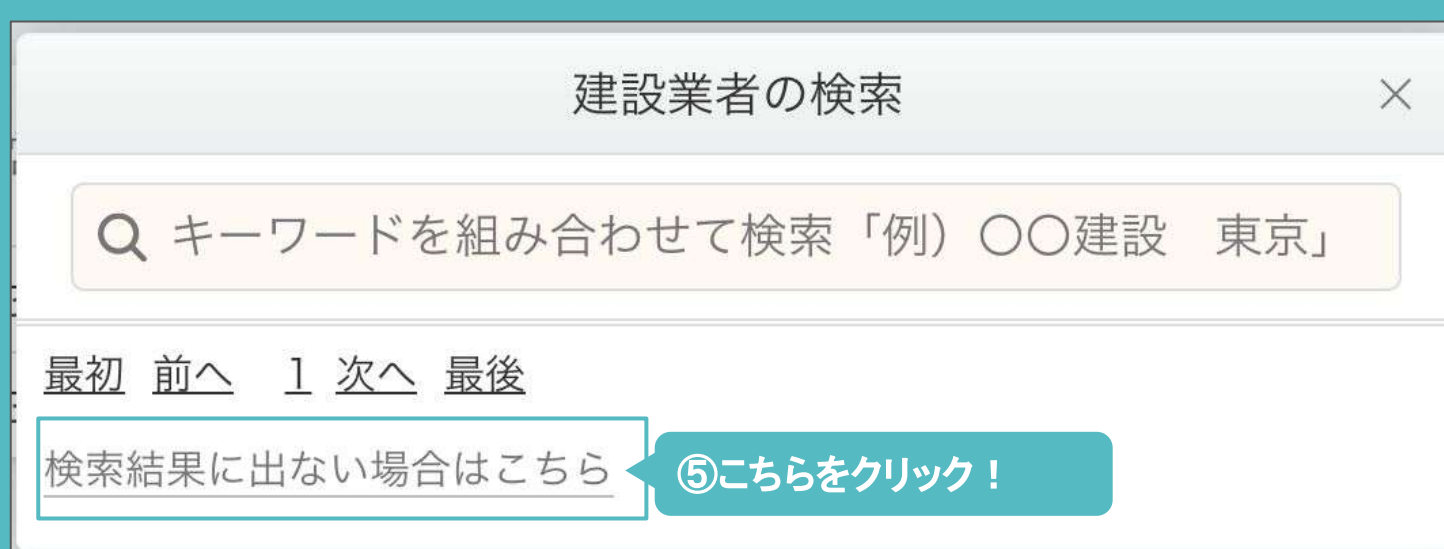 建設業者の検索 ×
キーワードを組み合わせて検索「例）〇〇建設　東京」
最初 前へ 1 次へ 最後
検索結果に出ない場合はこちら
⑤こちらをクリック！